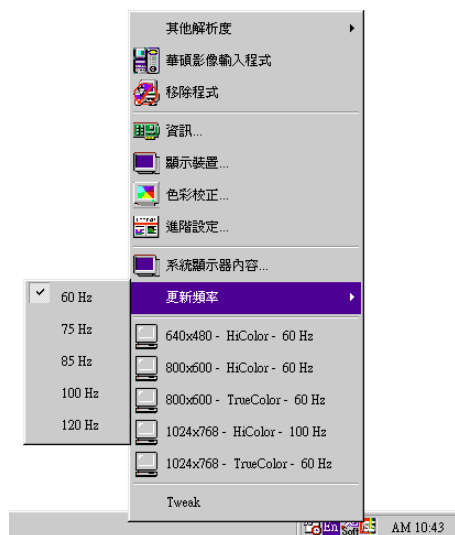 其他解析度
華碩影像輸入程式
移除程式
資訊...
顯示裝置...
色彩校正...
進階設定...
系統顯示器內容...
更新頻率
60 Hz
75 Hz
85 Hz
100 Hz
120 Hz
640x480 - HiColor - 60 Hz
800x600 - HiColor - 60 Hz
800x600 - TrueColor - 60 Hz
1024x768 - HiColor - 100 Hz
1024x768 - TrueColor - 60 Hz
Tweak
En
Soft
AM 10:43